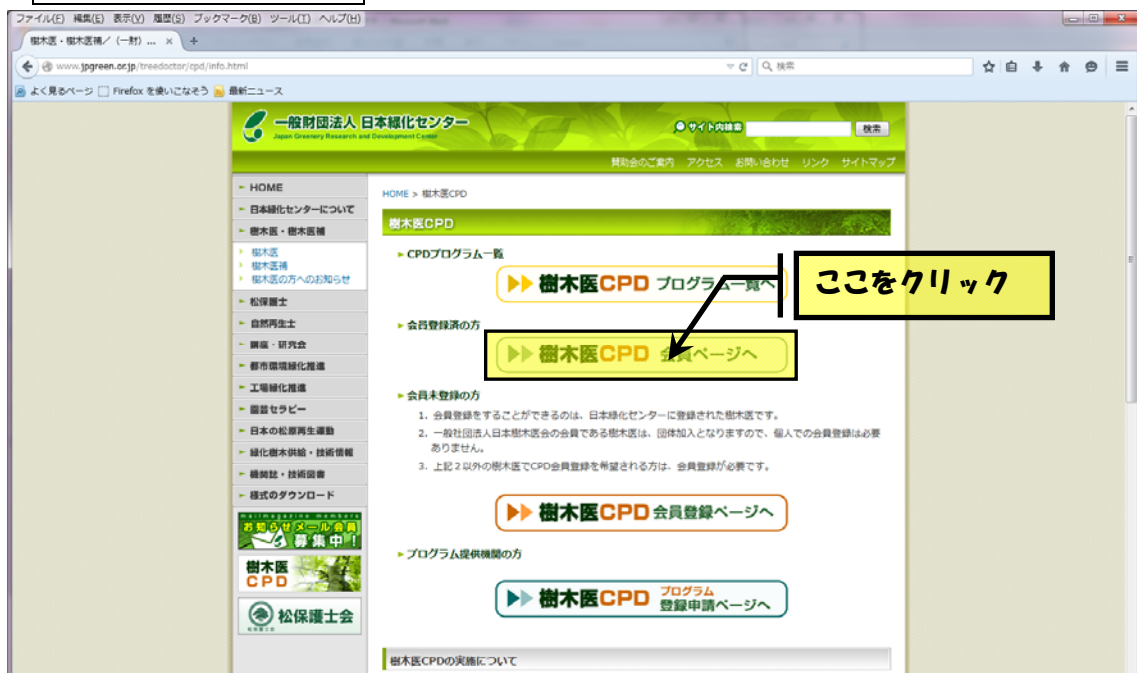 ファイル(F) 編集(E) 表示(V) 履歴(S) ブックマーク(B) ツール(T) ヘルプ(H)
樹木医・樹木医補／（一財）... × +
www.jpgreen.or.jp/treedoctor/cpd/info.html
検索
よく見るページ Firefox を使いこなそう 最新ニュース
一般財団法人 日本緑化センター
Japan Greenery Research and Development Center
サイト内検索 検索
賛助会のご案内 アクセス お問い合わせ リンク サイトマップ
HOME
日本緑化センターについて
樹木医・樹木医補
樹木医
樹木医補
樹木医の方へのお知らせ
松保護士
自然再生士
講座・研究会
都市環境緑化推進
工場緑化推進
園芸セラピー
日本の松原再生運動
緑化樹木供給・技術情報
機関誌・技術図書
様式のダウンロード
mailmagazine members
お知らせメール会員
募集中！
樹木医
CPD
松保護士会
HOME > 樹木医CPD
樹木医CPD
CPDプログラム一覧
樹木医CPD プログラム一覧へ
ここをクリック
会員登録済の方
樹木医CPD 会員ページへ
会員未登録の方
1. 会員登録をすることができるのは、日本緑化センターに登録された樹木医です。
2. 一般社団法人日本樹木医会の会員である樹木医は、団体加入となりますので、個人での会員登録は必要
ありません。
3. 上記２以外の樹木医でCPD会員登録を希望される方は、会員登録が必要です。
樹木医CPD 会員登録ページへ
プログラム提供機関の方
樹木医CPD プログラム
登録申請ページへ
樹木医CPDの実施について